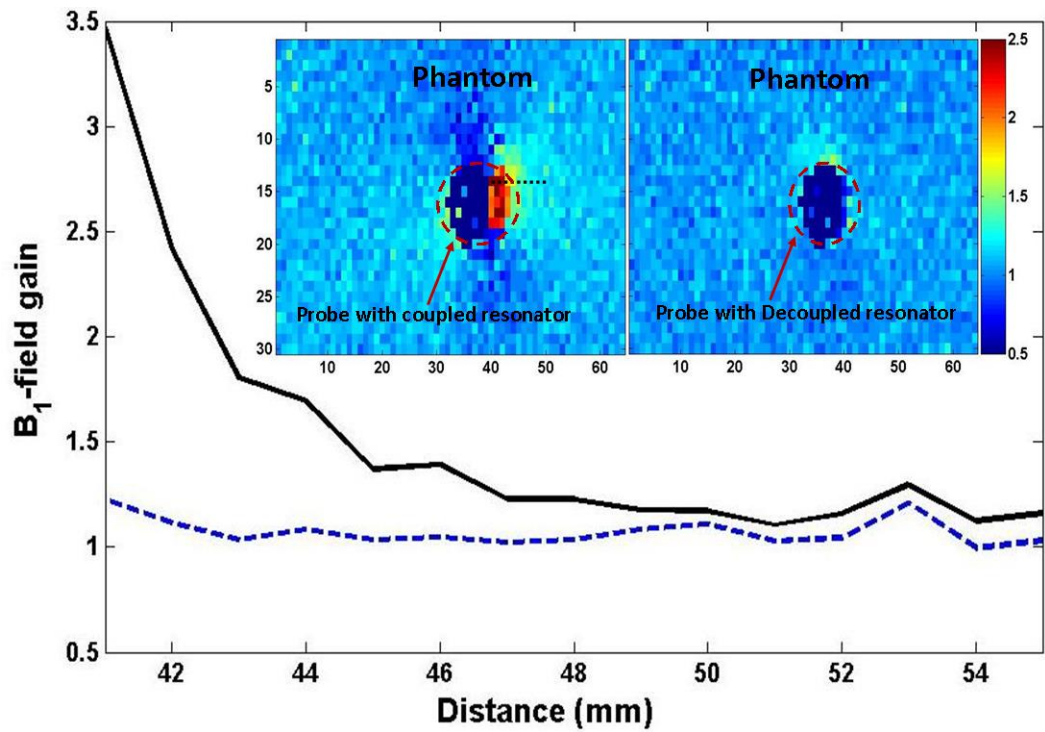 3.5
3
2.5
2
1.5
1
0.5
B1-field gain
42 44 46 48 50 52 54
Distance (mm)
Phantom
5
10
15
20
25
30
Probe with coupled resonator
10 20 30 40 50 60
Phantom
Probe with Decoupled resonator
10 20 30 40 50 60
2.5
2
1.5
1
0.5